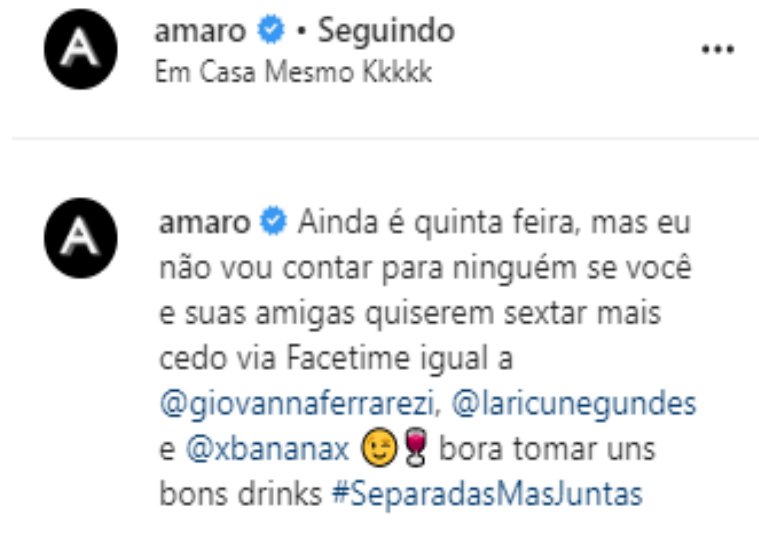 amaro • Seguindo
Em Casa Mesmo Kkkkk
amaro Ainda é quinta feira, mas eu
não vou contar para ninguém se você
e suas amigas quiserem sextar mais
cedo via Facetime igual a
@giovannaferrarezi, @laricunegundes
e @xbananax 😉🍷 bora tomar uns
bons drinks #SeparadasMasJuntas